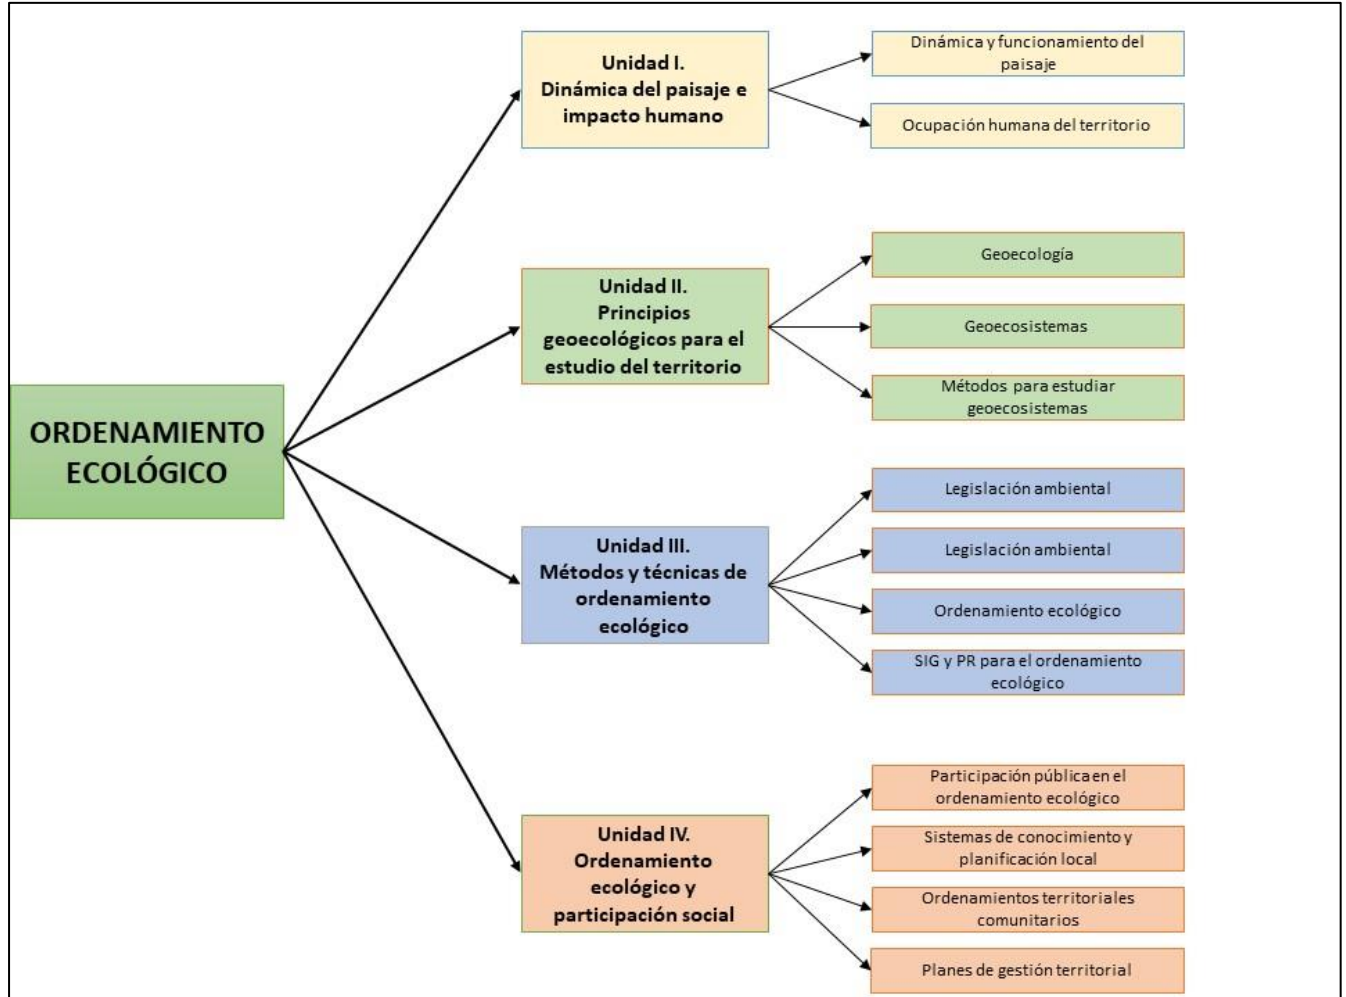 ORDENAMIENTO
ECOLÓGICO
Unidad I.
Dinámica del paisaje e
impacto humano
Dinámica y funcionamiento del
paisaje
Ocupación humana del territorio
Unidad II.
Principios
geoecológicos para el
estudio del territorio
Geoecología
Geoecosistemas
Métodos para estudiar
geoecosistemas
Unidad III.
Métodos y técnicas de
ordenamiento
ecológico
Legislación ambiental
Legislación ambiental
Ordenamiento ecológico
SIG y PR para el ordenamiento
ecológico
Unidad IV.
Ordenamiento
ecológico y
participación social
Participación pública en el
ordenamiento ecológico
Sistemas de conocimiento y
planificación local
Ordenamientos territoriales
comunitarios
Planes de gestión territorial